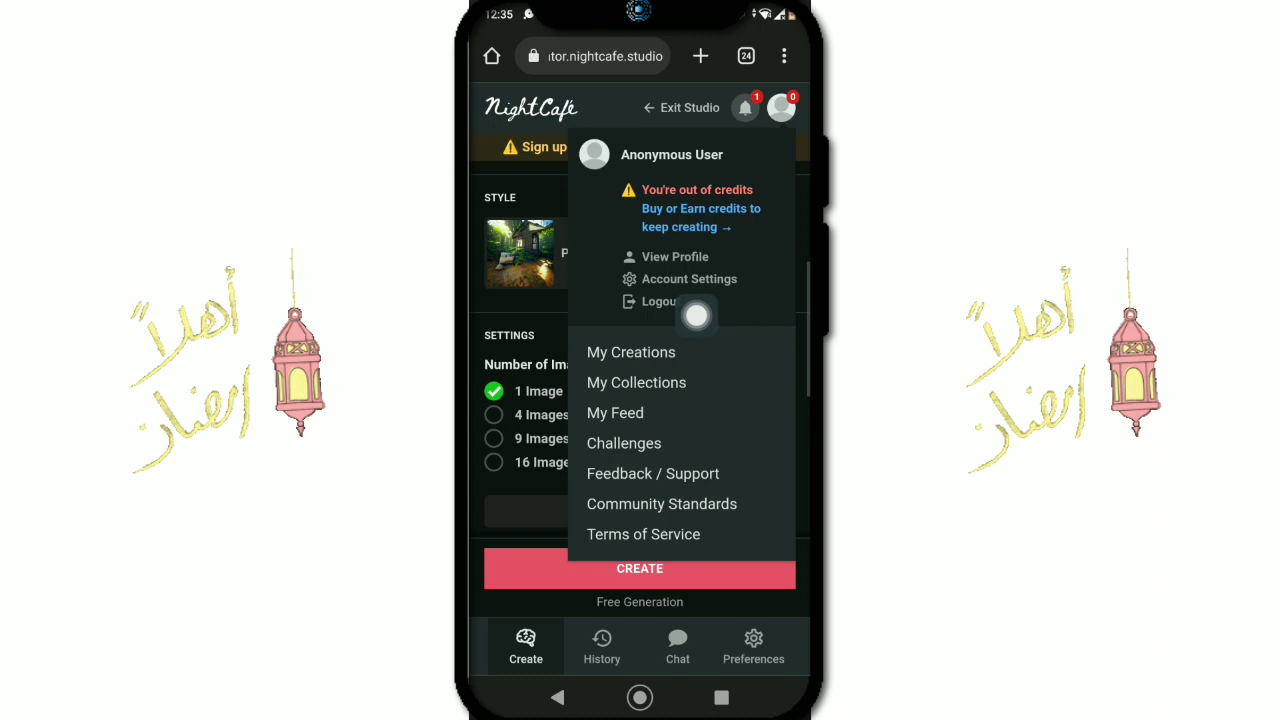 12:35
24
ıtor.nightcafe.studio
NightCafé
Exit Studio
1
0
Sign up
Anonymous User
You're out of credits
Buy or Earn credits to
keep creating →
View Profile
Account Settings
Logou
STYLE
P
SETTINGS
Number of Ima
1 Image
4 Images
9 Images
16 Image
My Creations
My Collections
My Feed
Challenges
Feedback / Support
Community Standards
Terms of Service
CREATE
Free Generation
Create
History
Chat
Preferences
أهلاً
رمضان
أهلاً
رمضان